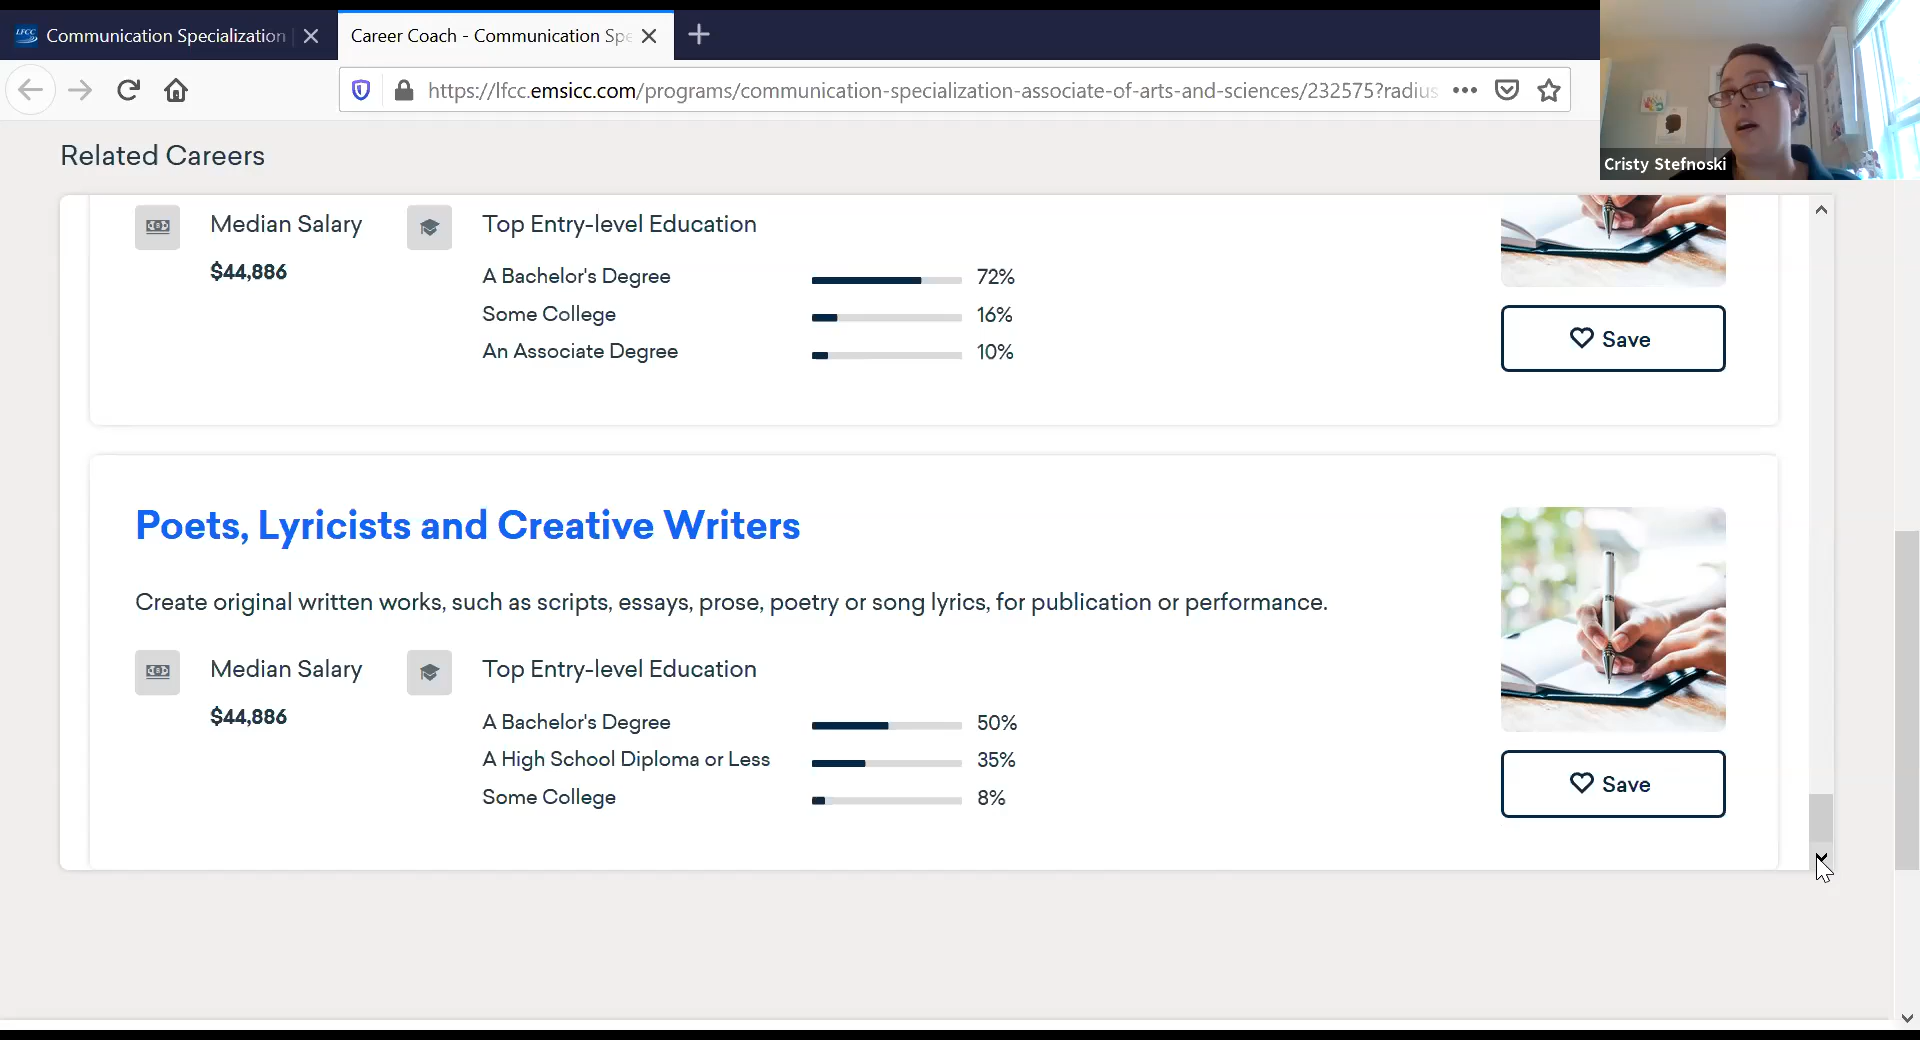 LFCC Communication Specialization
Career Coach - Communication Spe
https://lfcc.emsicc.com/programs/communication-specialization-associate-of-arts-and-sciences/232575?radius
Cristy Stefnoski
Related Careers
Median Salary
$44,886
Top Entry-level Education
A Bachelor's Degree 72%
Some College 16%
An Associate Degree 10%
Save
Poets, Lyricists and Creative Writers
Create original written works, such as scripts, essays, prose, poetry or song lyrics, for publication or performance.
Median Salary
$44,886
Top Entry-level Education
A Bachelor's Degree 50%
A High School Diploma or Less 35%
Some College 8%
Save